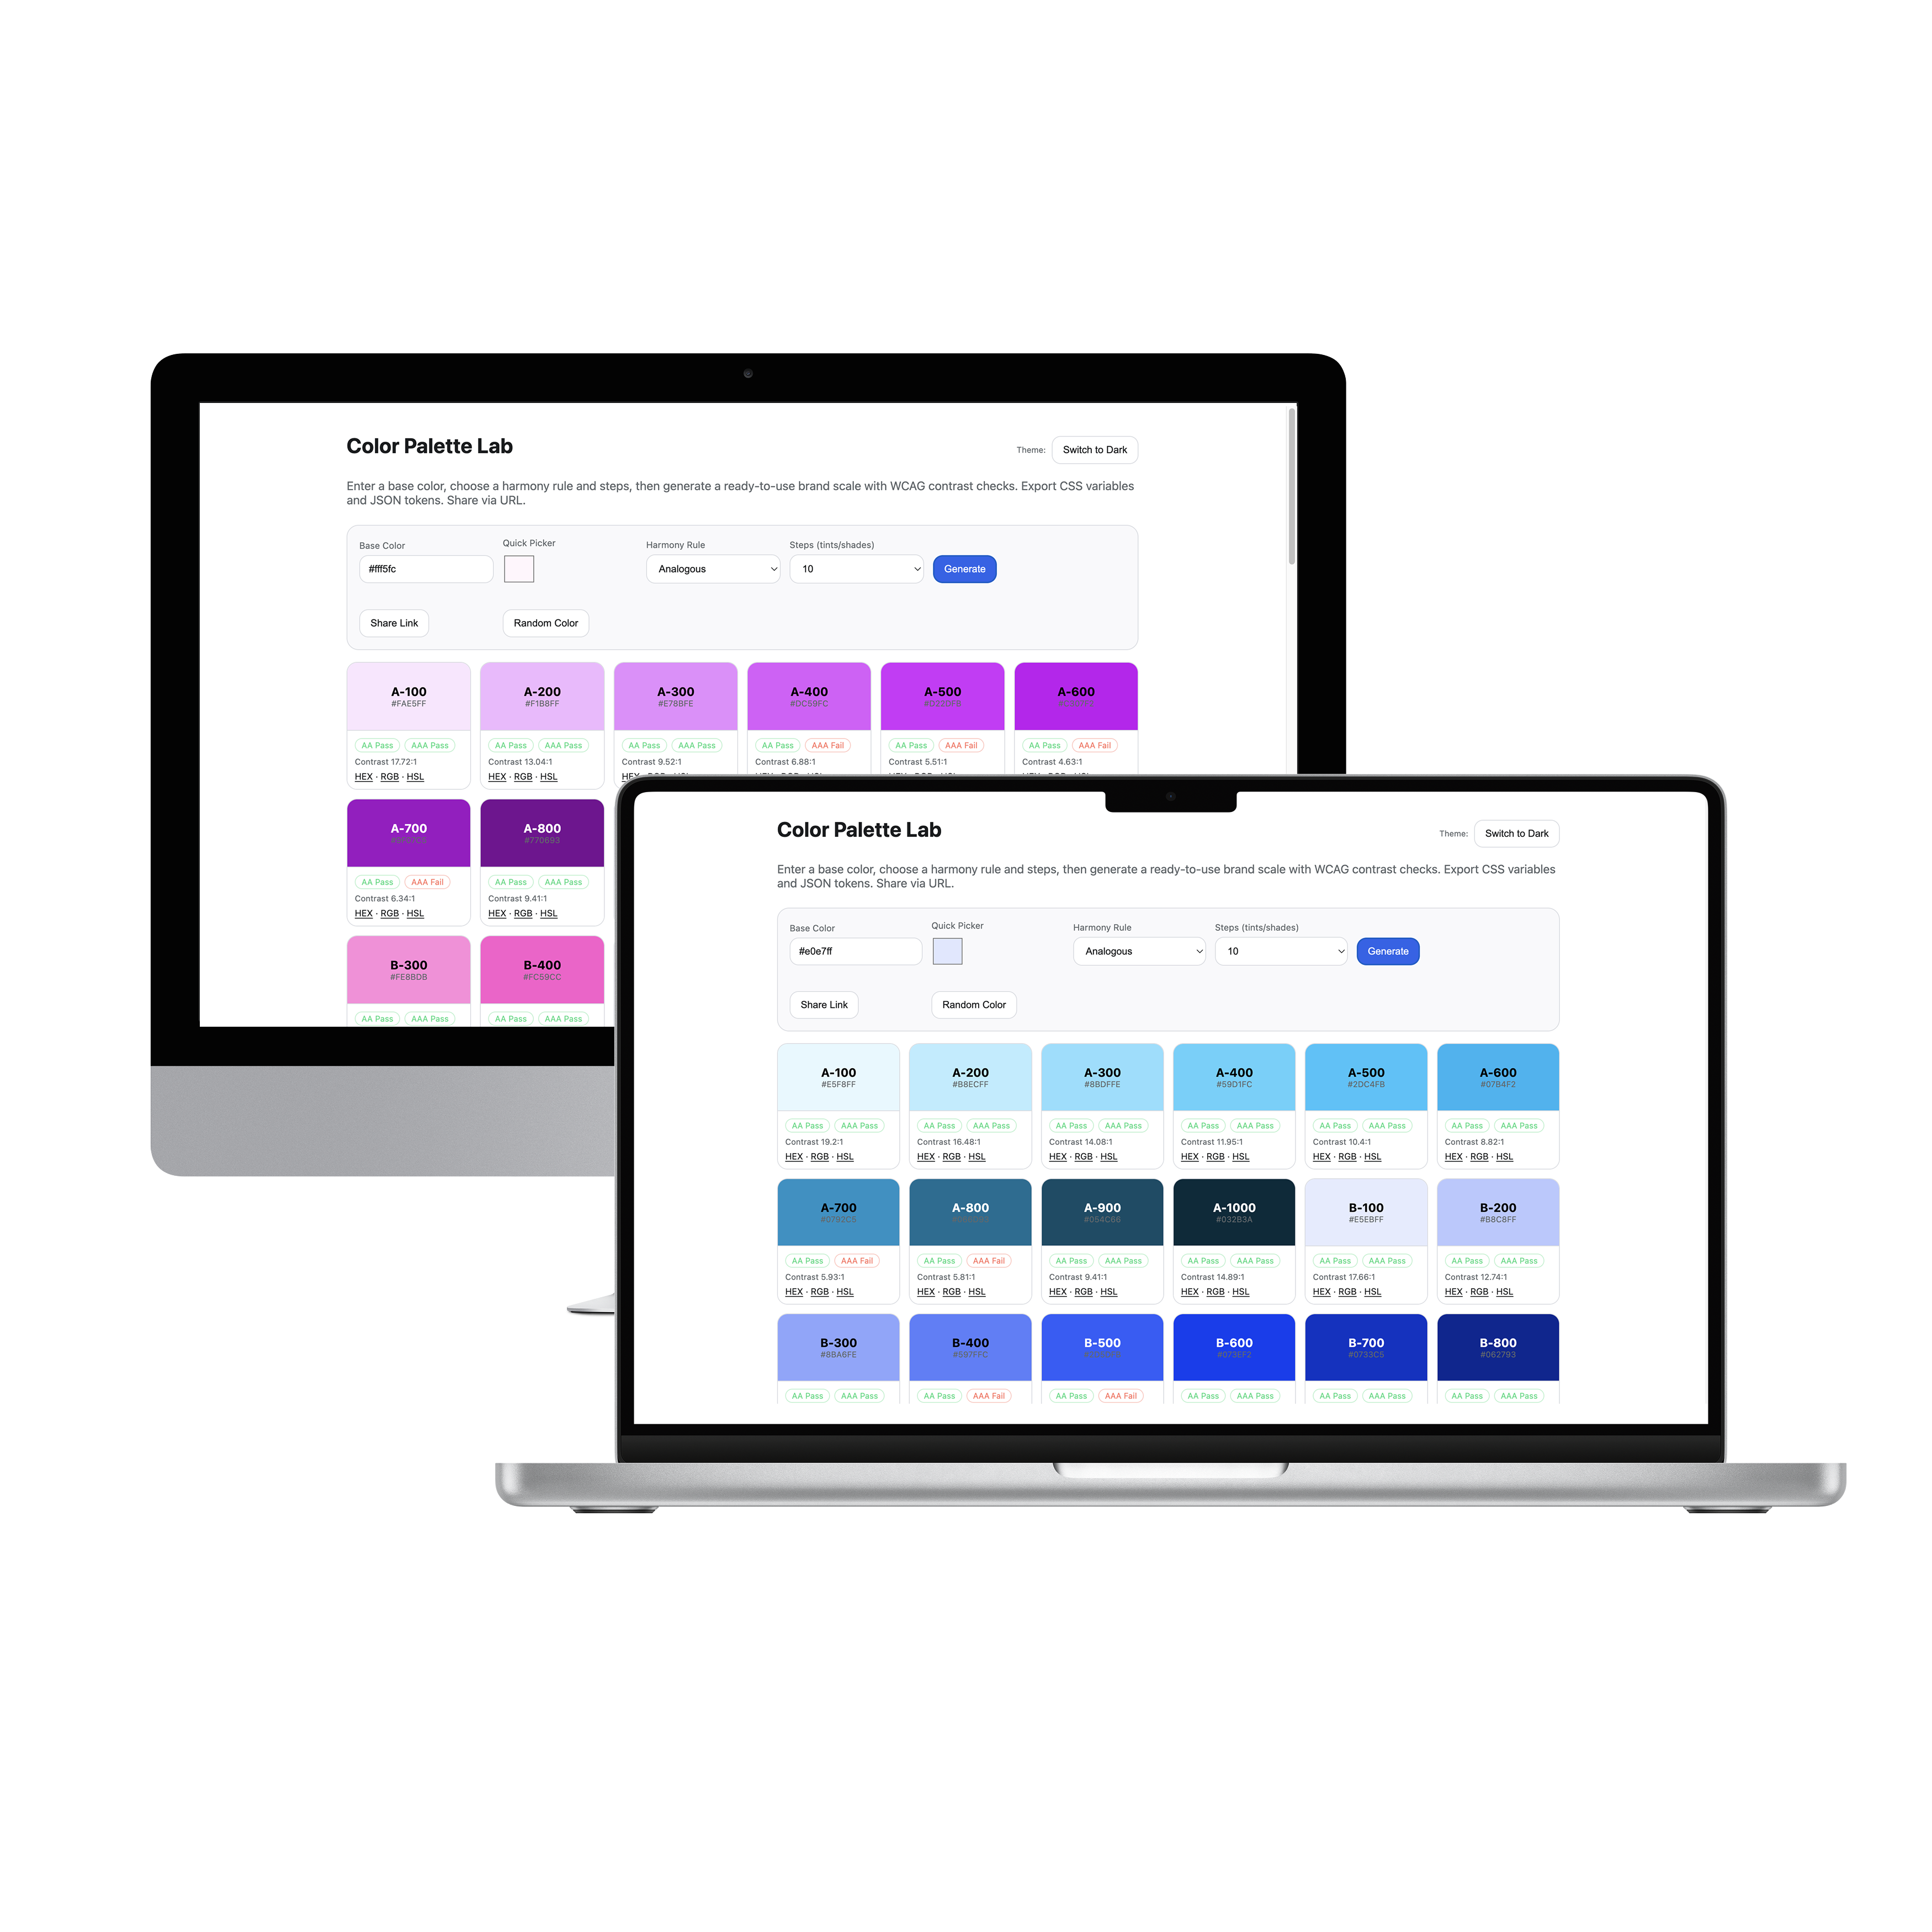 Color Palette Lab
Theme: Switch to Dark
Enter a base color, choose a harmony rule and steps, then generate a ready-to-use brand scale with WCAG contrast checks. Export CSS variables
and JSON tokens. Share via URL.
Base Color Quick Picker Harmony Rule Steps (tints/shades)
#fff5fc Analogous 10 Generate
Share Link Random Color
A-100 A-200 A-300 A-400 A-500 A-600
#FAE5FF #F1B8FF #E78BFE #DC59FC #D22DFB
AA Pass AAA Pass AA Pass AAA Pass AA Pass AAA Pass AA Pass AAA Fail AA Pass AAA Fail AA Pass AAA Fail
Contrast 17.72:1 Contrast 13.04:1 Contrast 9.52:1 Contrast 6.88:1 Contrast 5.51:1 Contrast 4.63:1
HEX · RGB · HSL HEX · RGB · HSL
A-700 A-800
#9F07C5 #770693
AA Pass AAA Fail AA Pass AAA Pass
Contrast 6.34:1 Contrast 9.41:1
HEX · RGB · HSL HEX · RGB · HSL
B-300 B-400
#FE8BDB #FC59CC
AA Pass AAA Pass AA Pass AAA Pass
Color Palette Lab
Theme: Switch to Dark
Enter a base color, choose a harmony rule and steps, then generate a ready-to-use brand scale with WCAG contrast checks. Export CSS variables
and JSON tokens. Share via URL.
Base Color Quick Picker Harmony Rule Steps (tints/shades)
#e0e7ff Analogous 10 Generate
Share Link Random Color
A-100 A-200 A-300 A-400 A-500 A-600
#E5F8FF #B8ECFF #8BDFFE #59D1FC #2DC4FB #07B4F2
AA Pass AAA Pass AA Pass AAA Pass AA Pass AAA Pass AA Pass AAA Pass AA Pass AAA Pass AA Pass AAA Pass
Contrast 19.2:1 Contrast 16.48:1 Contrast 14.08:1 Contrast 11.95:1 Contrast 10.4:1 Contrast 8.82:1
HEX · RGB · HSL HEX · RGB · HSL HEX · RGB · HSL HEX · RGB · HSL HEX · RGB · HSL HEX · RGB · HSL
A-700 A-800 A-900 A-1000 B-100 B-200
#0792C5 #054C66 #032B3A #E5EBFF #B8C8FF
AA Pass AAA Fail AA Pass AAA Fail AA Pass AAA Pass AA Pass AAA Pass AA Pass AAA Pass AA Pass AAA Pass
Contrast 5.93:1 Contrast 5.81:1 Contrast 9.41:1 Contrast 14.89:1 Contrast 17.66:1 Contrast 12.74:1
HEX · RGB · HSL HEX · RGB · HSL HEX · RGB · HSL HEX · RGB · HSL HEX · RGB · HSL HEX · RGB · HSL
B-300 B-400 B-500 B-600 B-700 B-800
#8BA6FE #597FFC #073EF2 #0733C5 #062793
AA Pass AAA Pass AA Pass AAA Fail AA Pass AAA Fail AA Pass AAA Pass AA Pass AAA Pass AA Pass AAA Pass